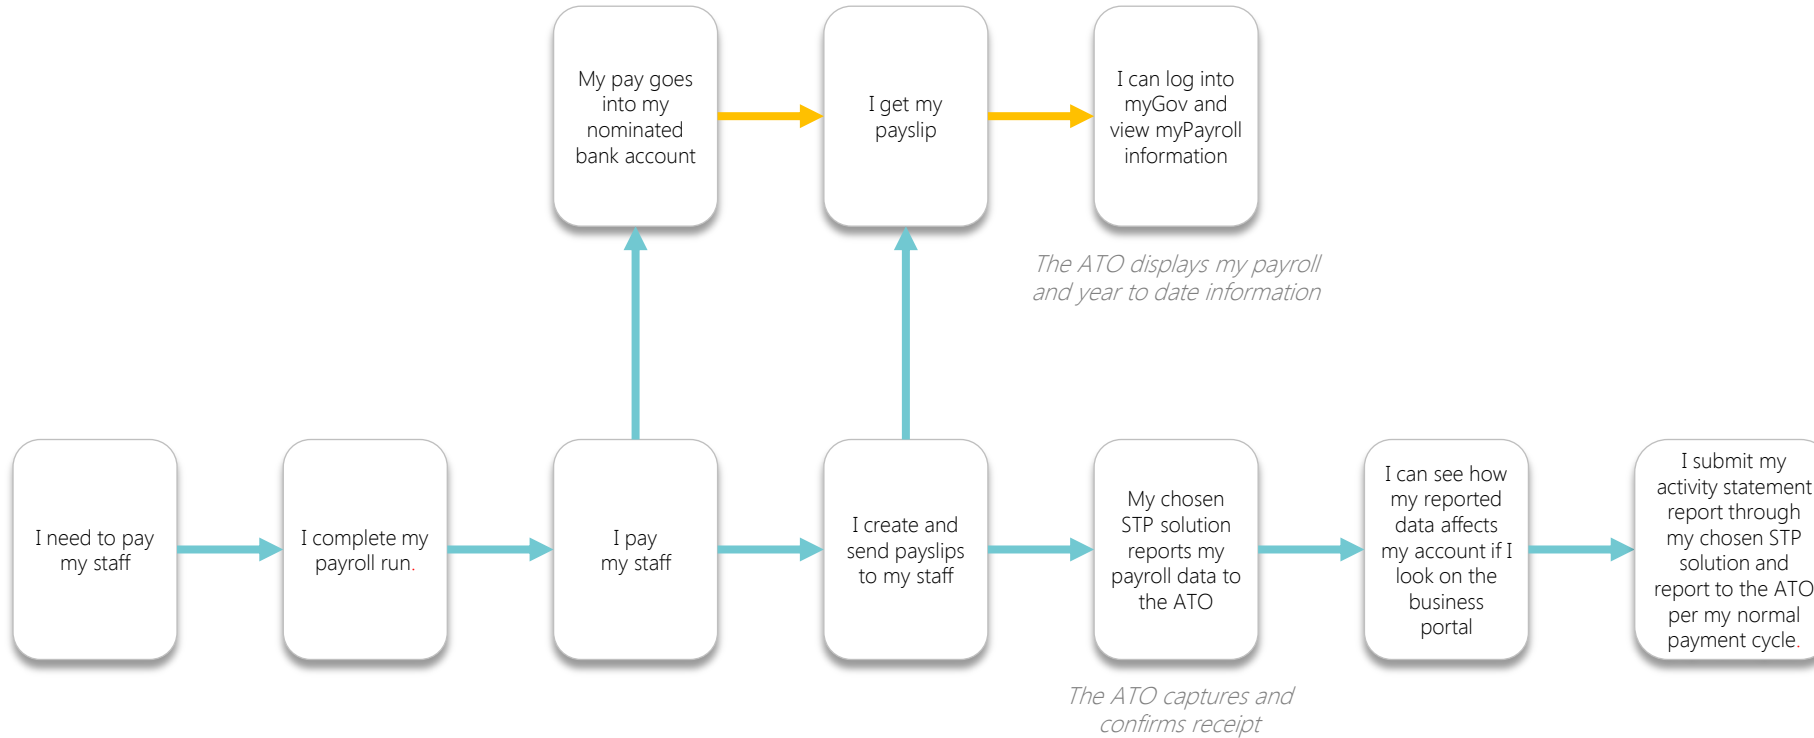 My pay goes
into my
nominated
bank account
I get my
payslip
I can log into
myGov and
view myPayroll
information
The ATO displays my payroll
and year to date information
I need to pay
my staff
I complete my
payroll run.
I pay
my staff
I create and
send payslips
to my staff
My chosen
STP solution
reports my
payroll data to
the ATO
I can see how
my reported
data affects
my account if I
look on the
business
portal
I submit my
activity statement
report through
my chosen STP
solution and
report to the ATO
per my normal
payment cycle.
The ATO captures and
confirms receipt